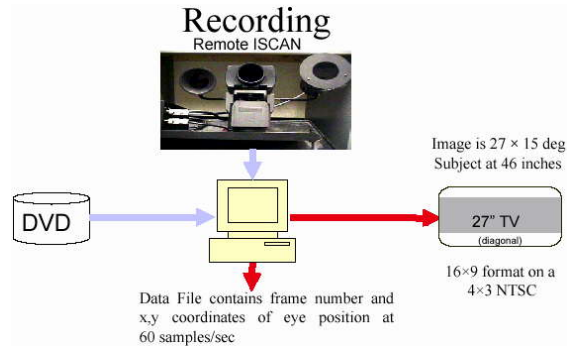 Recording
Remote ISCAN
Image is 27 × 15 deg
Subject at 46 inches
DVD
27" TV
(diagonal)
16×9 format on a
4×3 NTSC
Data File contains frame number and
x,y coordinates of eye position at
60 samples/sec